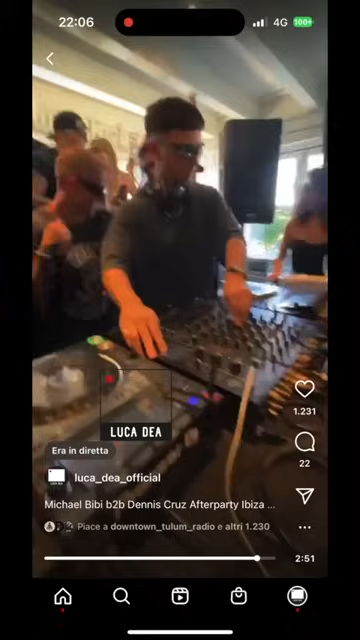 22:06
4G
100+
1.231
LUCA DEA
Era in diretta
22
luca_dea_official
Michael Bibi b2b Dennis Cruz Afterparty Ibiza ...
Piace a downtown_tulum_radio e altri 1.230
2:51